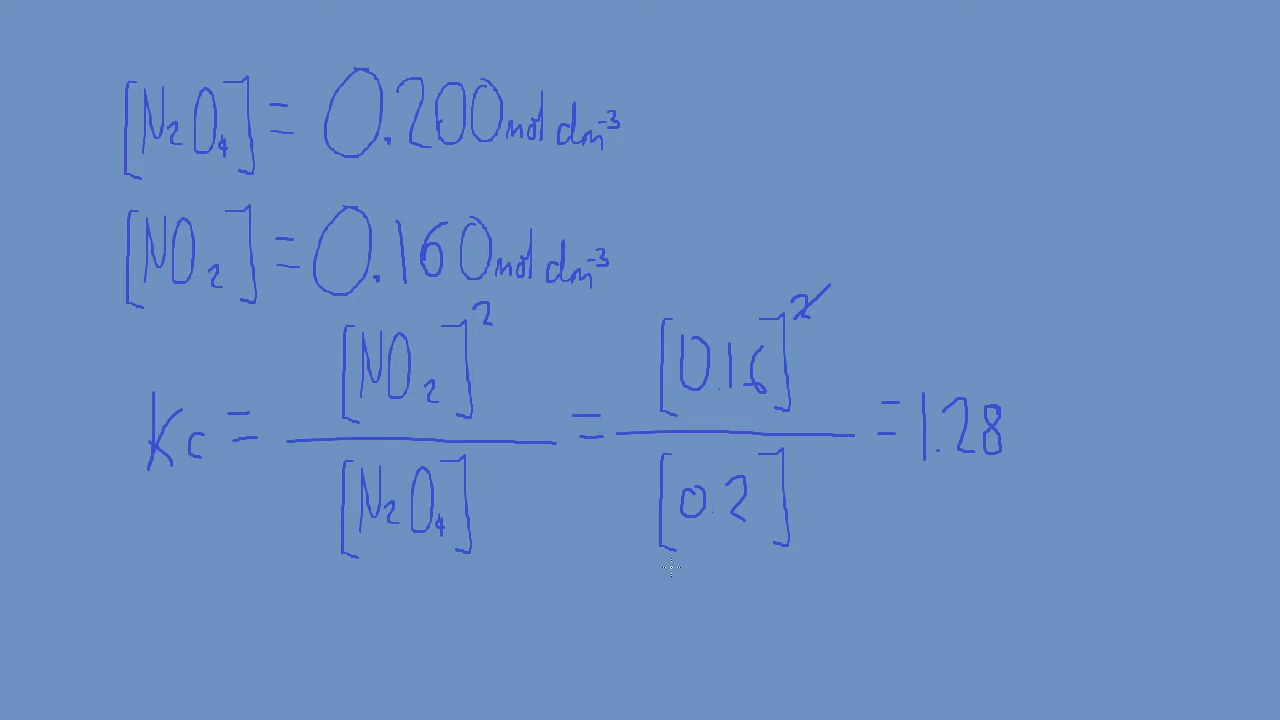 [N₂O₄] = 0.200 mol dm⁻³
[NO₂] = 0.160 mol dm⁻³
Kc = [NO₂]² / [N₂O₄] = [0.16]² / [0.2] = 1.28